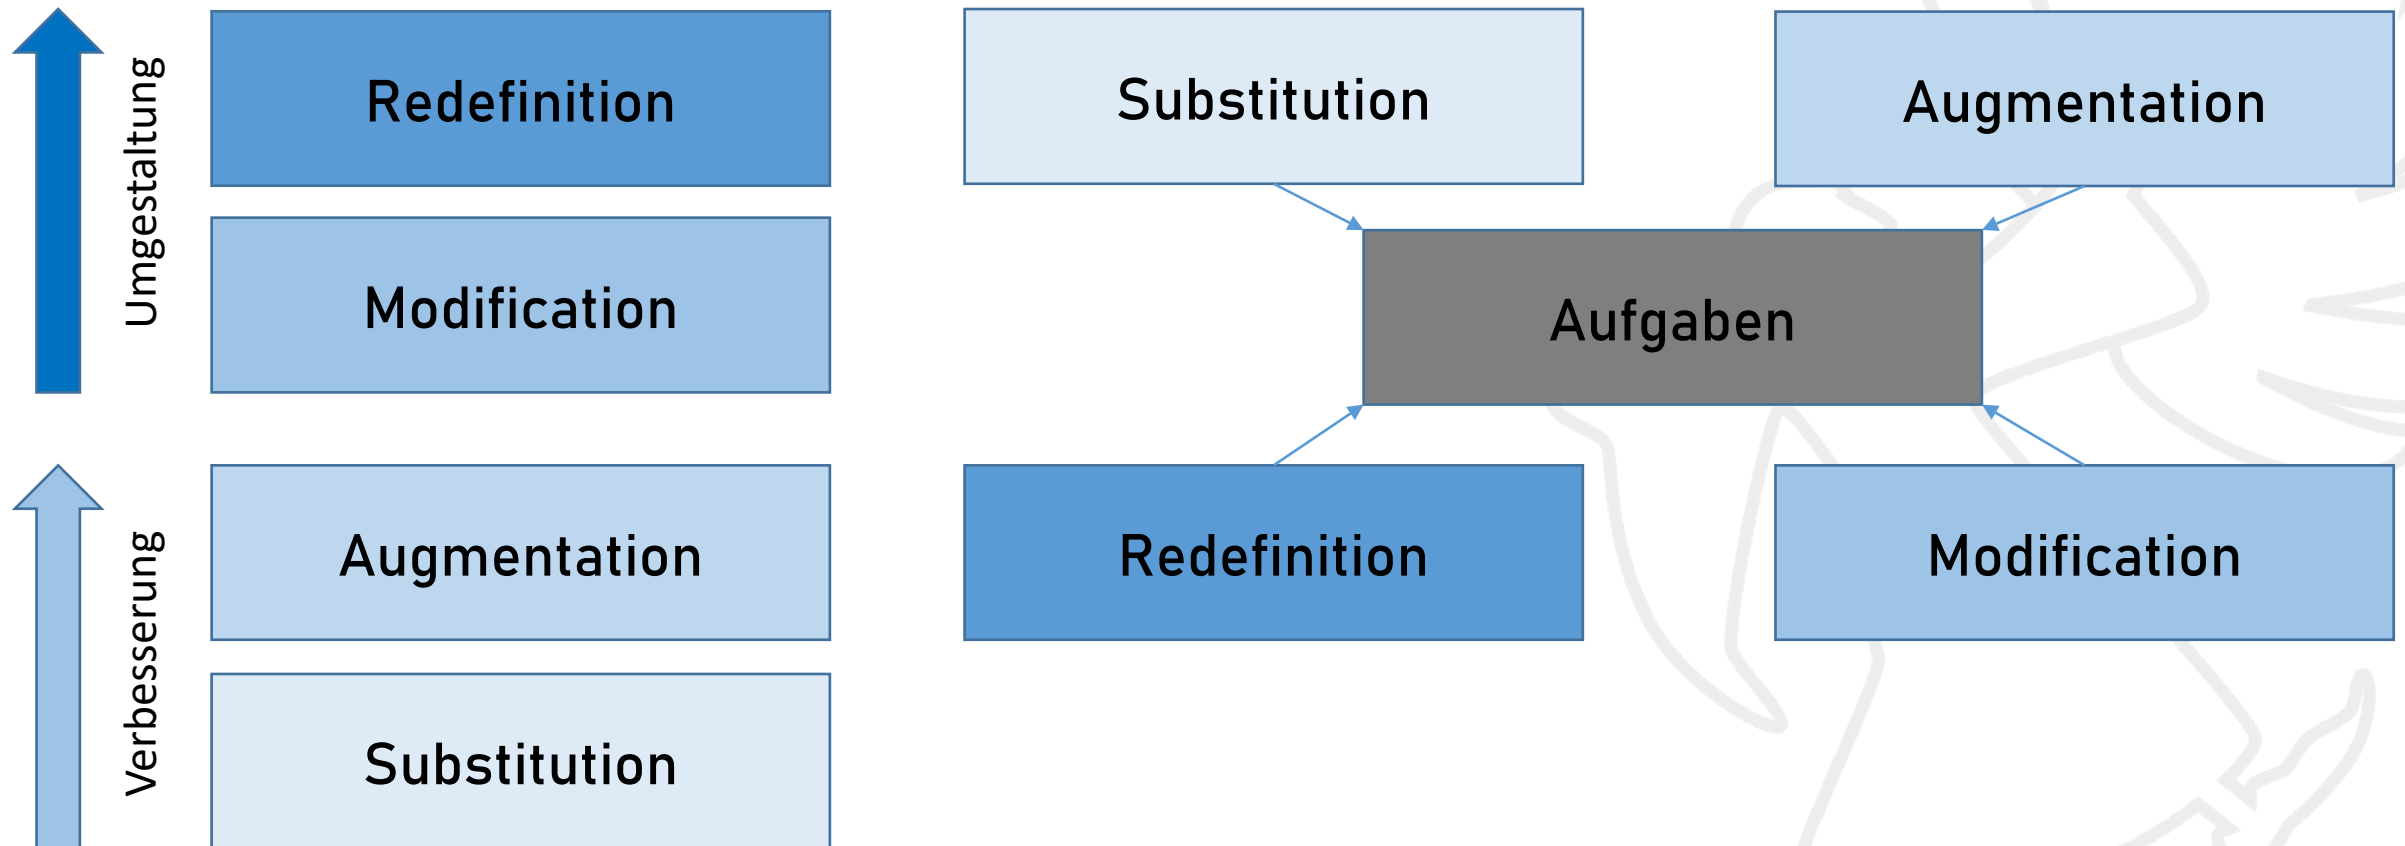 Umgestaltung
Redefinition
Modification
Verbesserung
Augmentation
Substitution
Substitution
Augmentation
Aufgaben
Redefinition
Modification